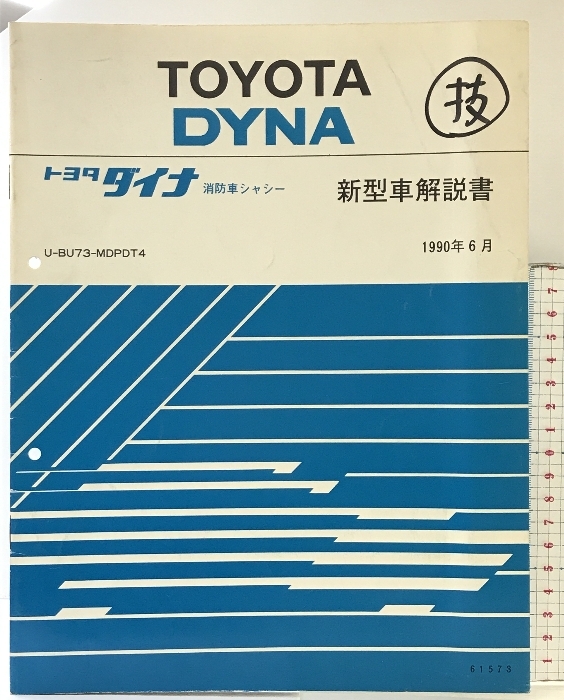 TOYOTA
DYNA
技
トヨタ ダイナ 消防車シャシー
新型車解説書
U-BU73-MDPDT4
1990年6月
61573